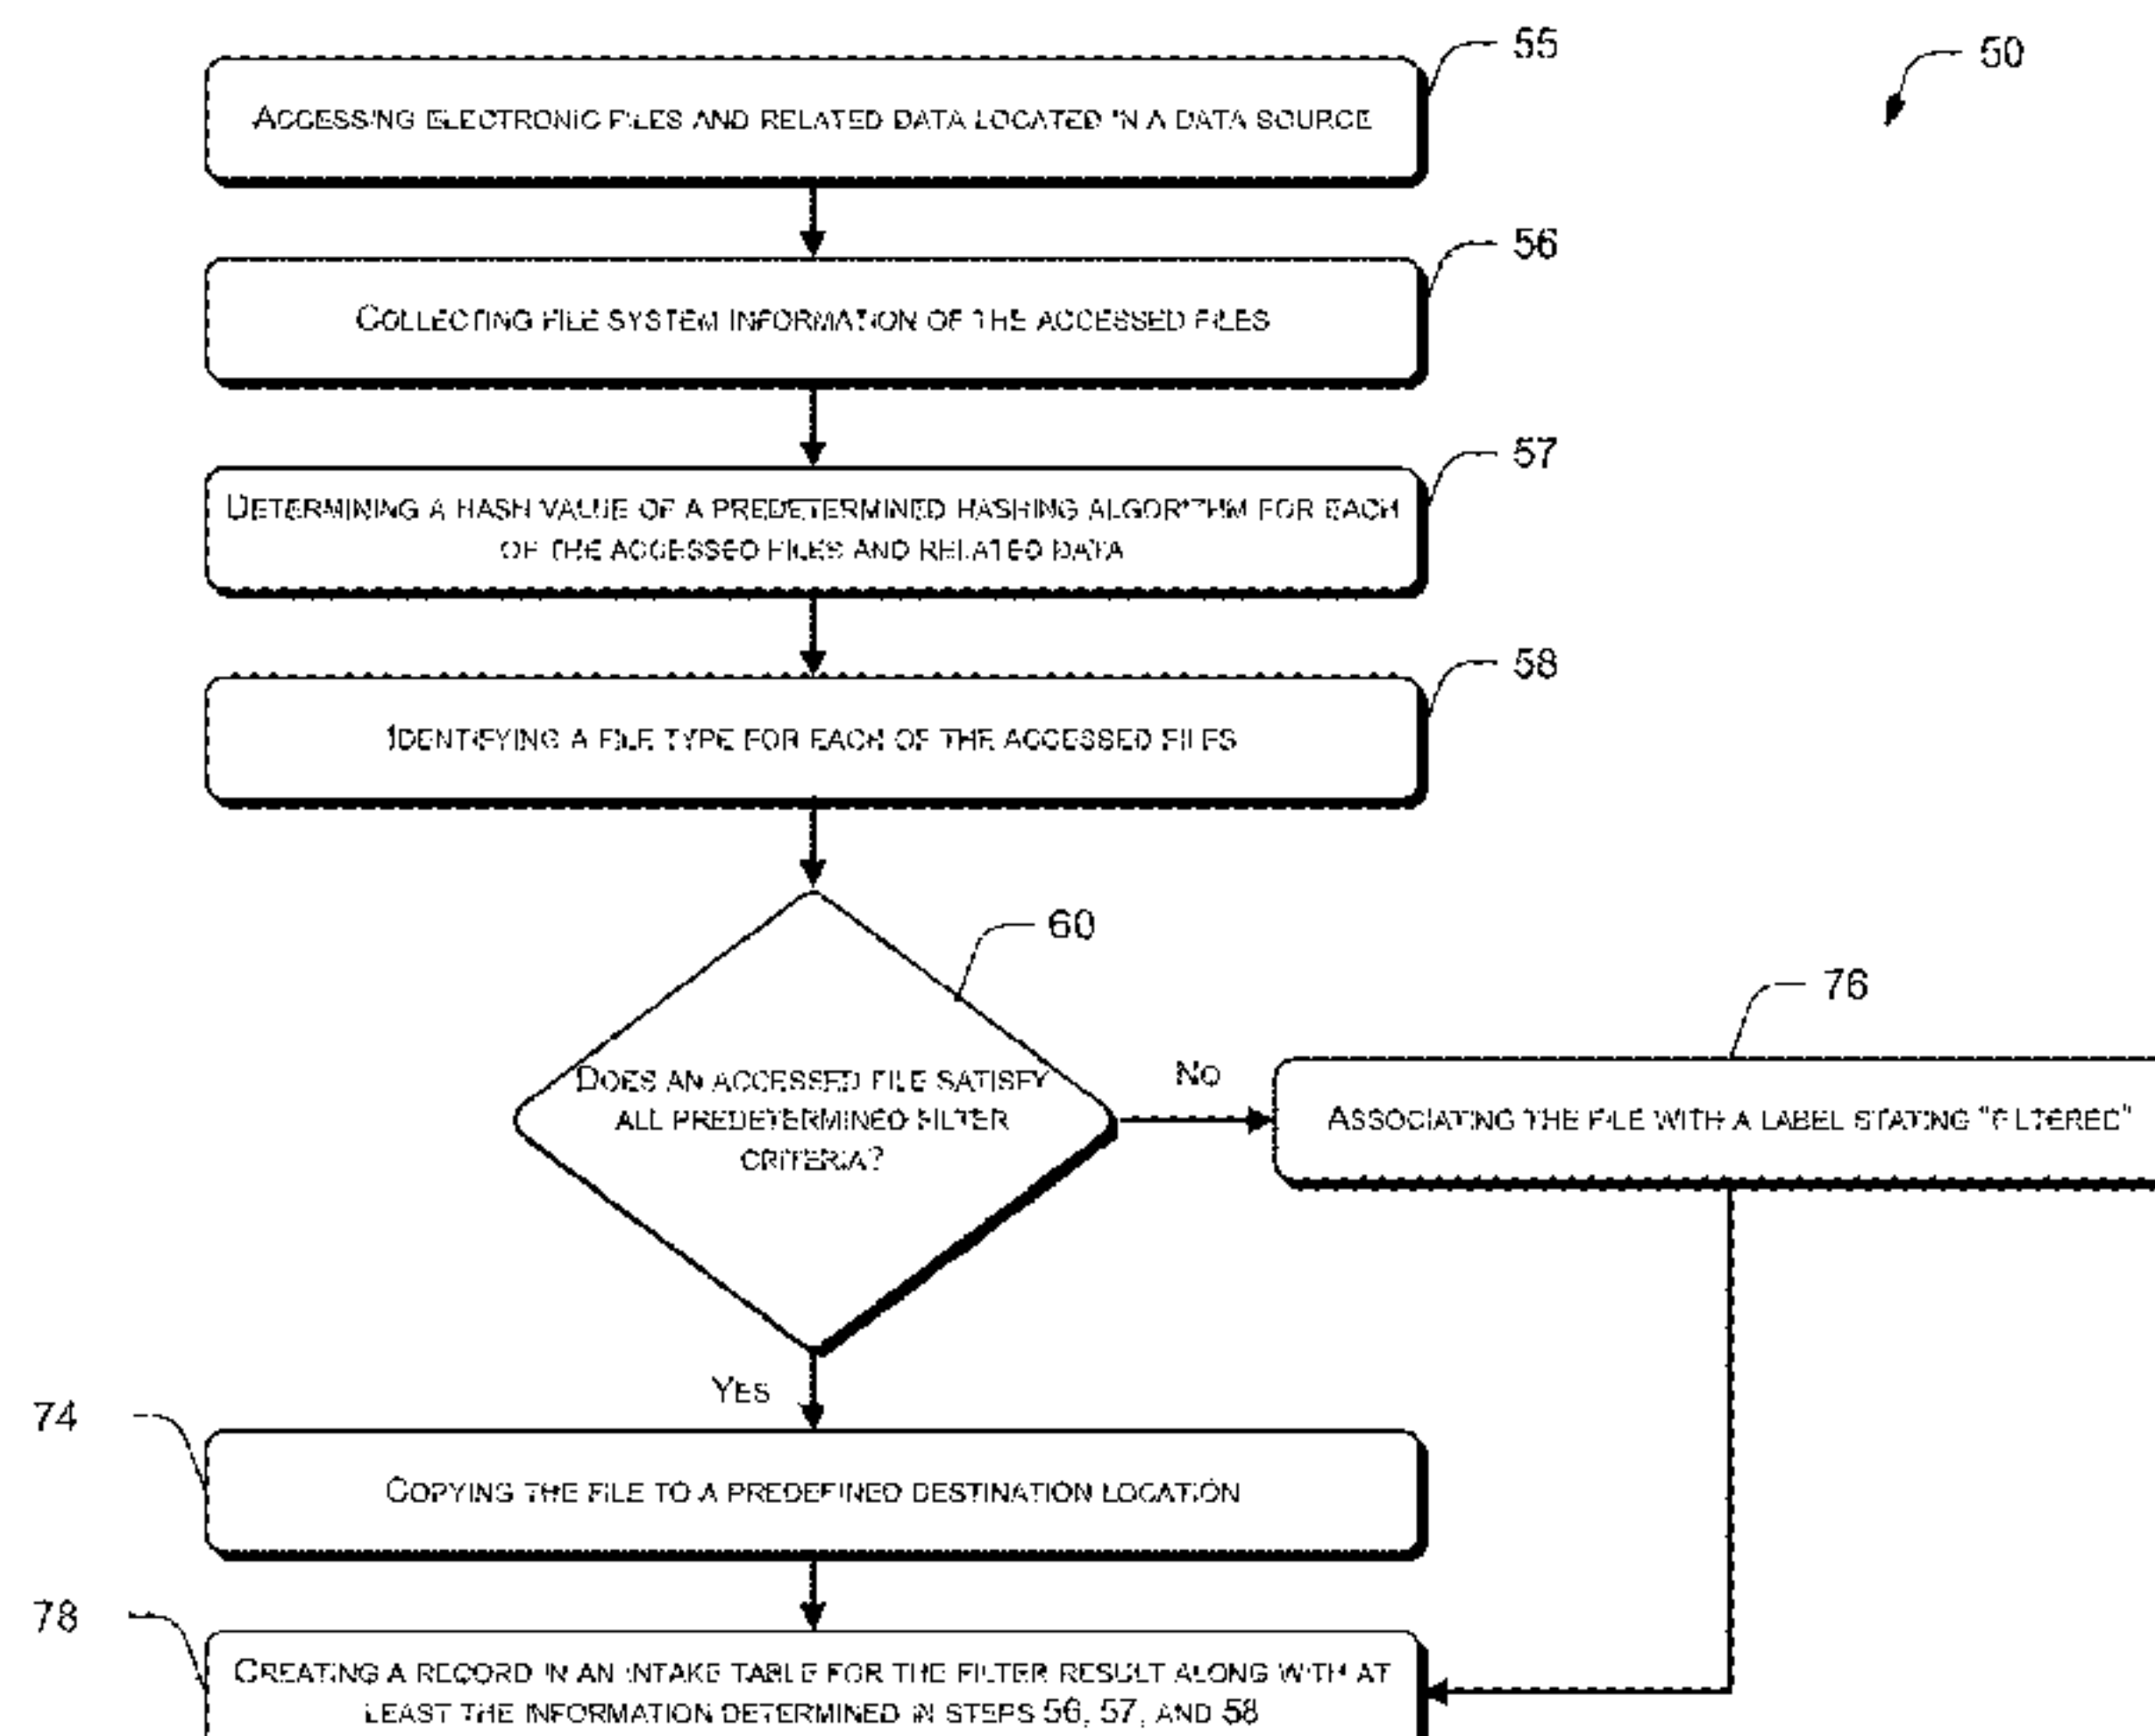 55
50
ACCESSING ELECTRONIC FILES AND RELATED DATA LOCATED IN A DATA SOURCE
56
COLLECTING FILE SYSTEM INFORMATION OF THE ACCESSED FILES
57
DETERMINING A HASH VALUE OF A PREDETERMINED HASHING ALGORITHM FOR EACH
OF THE ACCESSED FILES AND RELATED DATA
58
IDENTIFYING A FILE TYPE FOR EACH OF THE ACCESSED FILES
60
76
DOES AN ACCESSED FILE SATISFY
ALL PREDETERMINED FILTER
CRITERIA?
NO
ASSOCIATING THE FILE WITH A LABEL STATING "FILTERED"
YES
74
COPYING THE FILE TO A PREDEFINED DESTINATION LOCATION
78
CREATING A RECORD IN AN INTAKE TABLE FOR THE FILTER RESULT ALONG WITH AT
LEAST THE INFORMATION DETERMINED IN STEPS 56, 57, AND 58